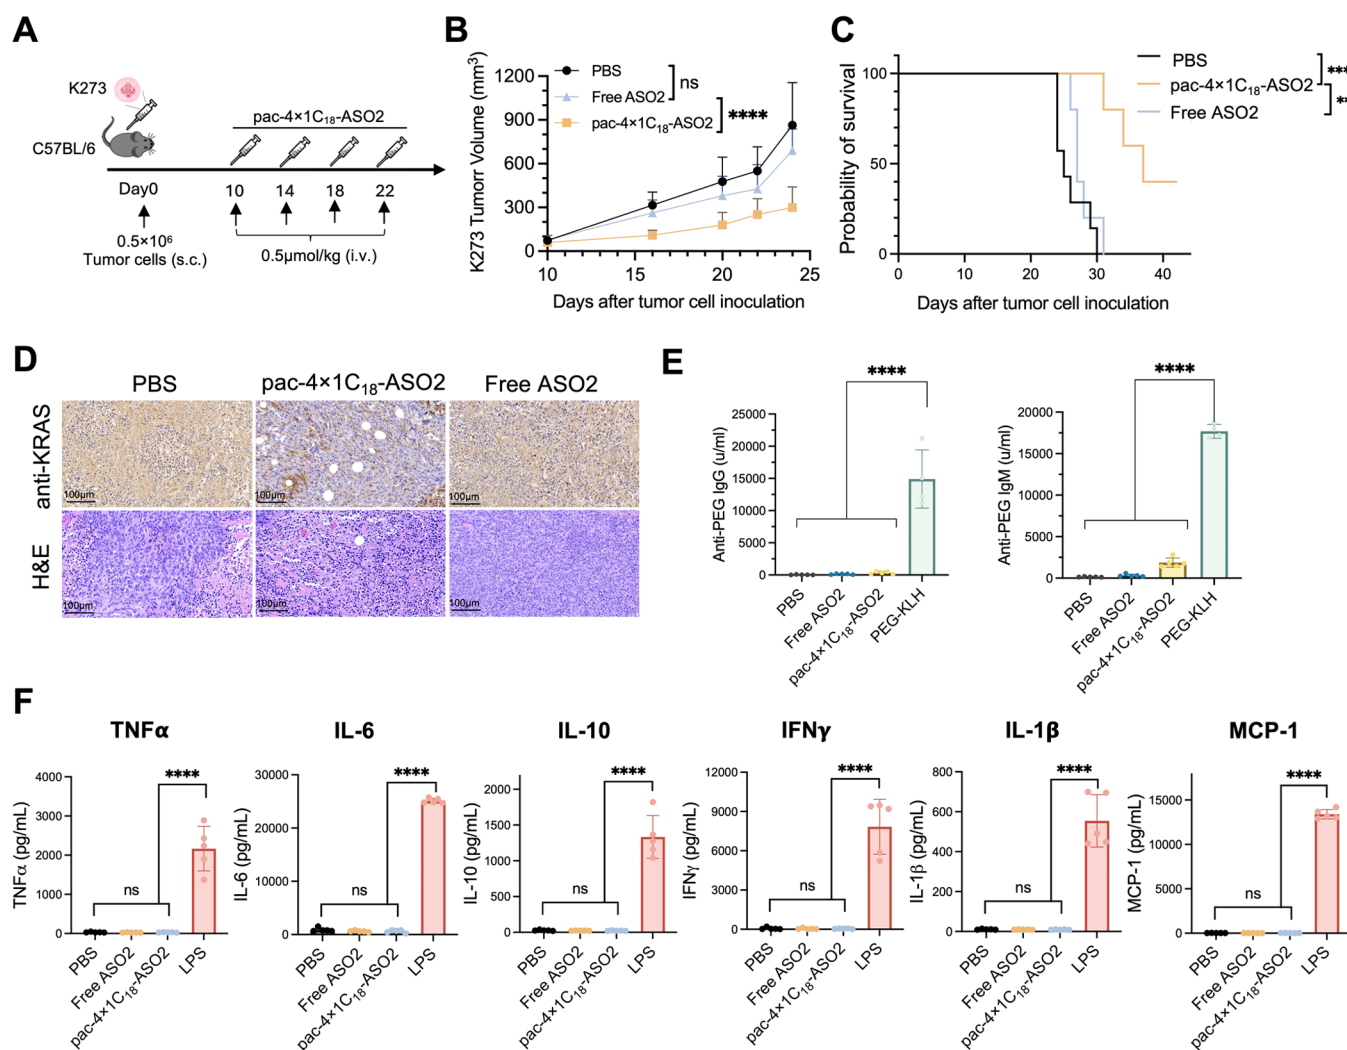 A
K273
C57BL/6
pac-4×1C₁₈-ASO2
Day0
10
14
18
22
0.5×10⁶
Tumor cells (s.c.)
0.5μmol/kg (i.v.)
B
K273 Tumorr Volume (mm³)
1200
900
600
300
0
10
15
20
25
Days after tumor cell inoculation
PBS
Free ASO2
pac-4×1C₁₈-ASO2
ns
****
C
Probability of survival
100
50
0
0
10
20
30
40
Days after tumor cell inoculation
PBS
pac-4×1C₁₈-ASO2
Free ASO2
D
PBS
pac-4×1C₁₈-ASO2
Free ASO2
anti-KRAS
100μm
100μm
100μm
H&E
100μm
100μm
100μm
E
Anti-PEG IgG (u/ml)
25000
20000
15000
10000
5000
0
****
PBS
Free ASO2
pac-4×1C₁₈-ASO2
PEG-KLH
Anti-PEG IgM (u/ml)
20000
15000
10000
5000
0
****
PBS
Free ASO2
pac-4×1C₁₈-ASO2
PEG-KLH
F
TNFα
TNFα (pg/mL)
4000
3000
2000
1000
0
ns
****
PBS
Free ASO2
pac-4×1C₁₈-ASO2
LPS
IL-6
IL-6 (pg/mL)
30000
20000
10000
0
ns
****
PBS
Free ASO2
pac-4×1C₁₈-ASO2
LPS
IL-10
IL-10 (pg/mL)
2000
1500
1000
500
0
ns
****
PBS
Free ASO2
pac-4×1C₁₈-ASO2
LPS
IFNγ
IFNγ (pg/mL)
12000
9000
6000
3000
0
ns
****
PBS
Free ASO2
pac-4×1C₁₈-ASO2
LPS
IL-1β
IL-1β (pg/mL)
800
600
400
200
0
ns
****
PBS
Free ASO2
pac-4×1C₁₈-ASO2
LPS
MCP-1
MCP-1 (pg/mL)
15000
10000
5000
0
ns
****
PBS
Free ASO2
pac-4×1C₁₈-ASO2
LPS